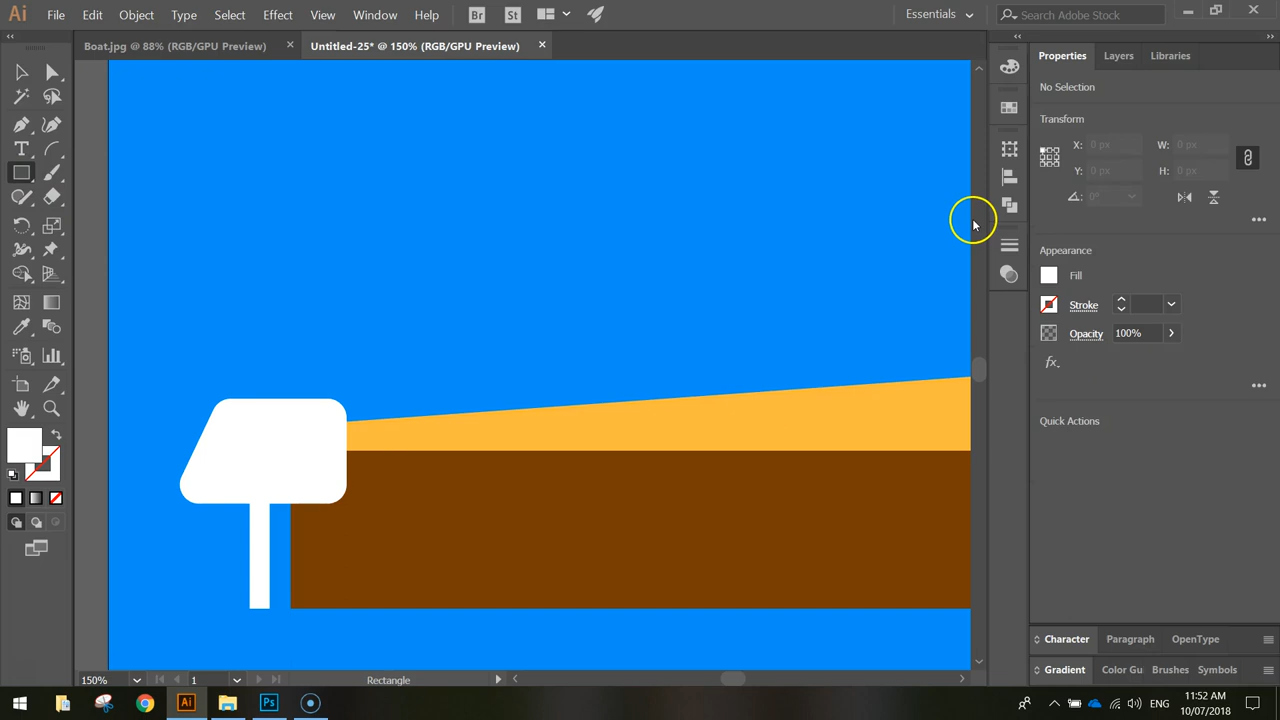 Ai File Edit Object Type Select Effect View Window Help Br St Essentials Search Adobe Stock
Boat.jpg @ 88% (RGB/GPU Preview) × Untitled-25* @ 150% (RGB/GPU Preview) ×
Properties Layers Libraries
No Selection
Transform
X: 0 px W: 0 px
Y: 0 px H: 0 px
0°
Appearance
Fill
Stroke
Opacity 100%
fx.
Quick Actions
Character Paragraph OpenType
Gradient Color Gu Brushes Symbols
150% 1 Rectangle
Ai Ps ENG 11:52 AM
10/07/2018